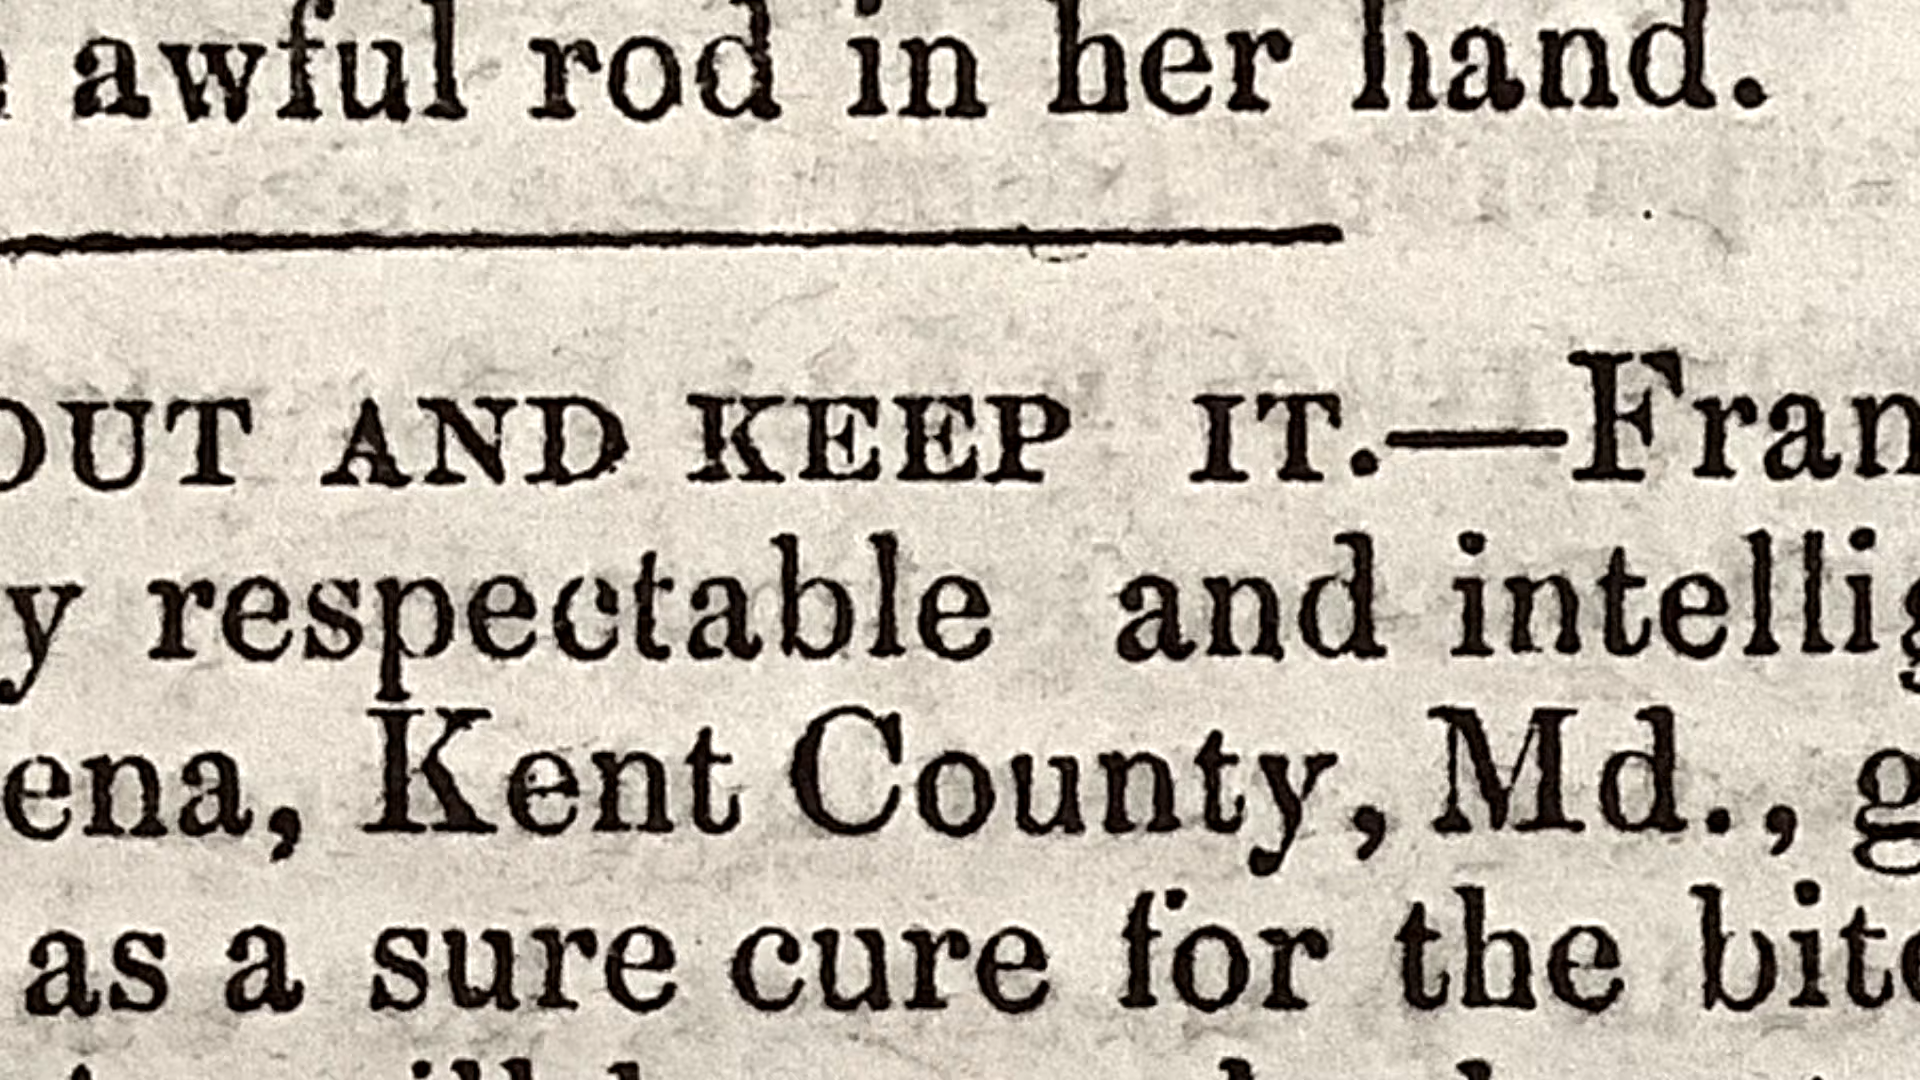 awful rod in her hand.
OUT AND KEEP IT.—Fran
y respectable and intellig
ena, Kent County, Md., g
as a sure cure for the bite